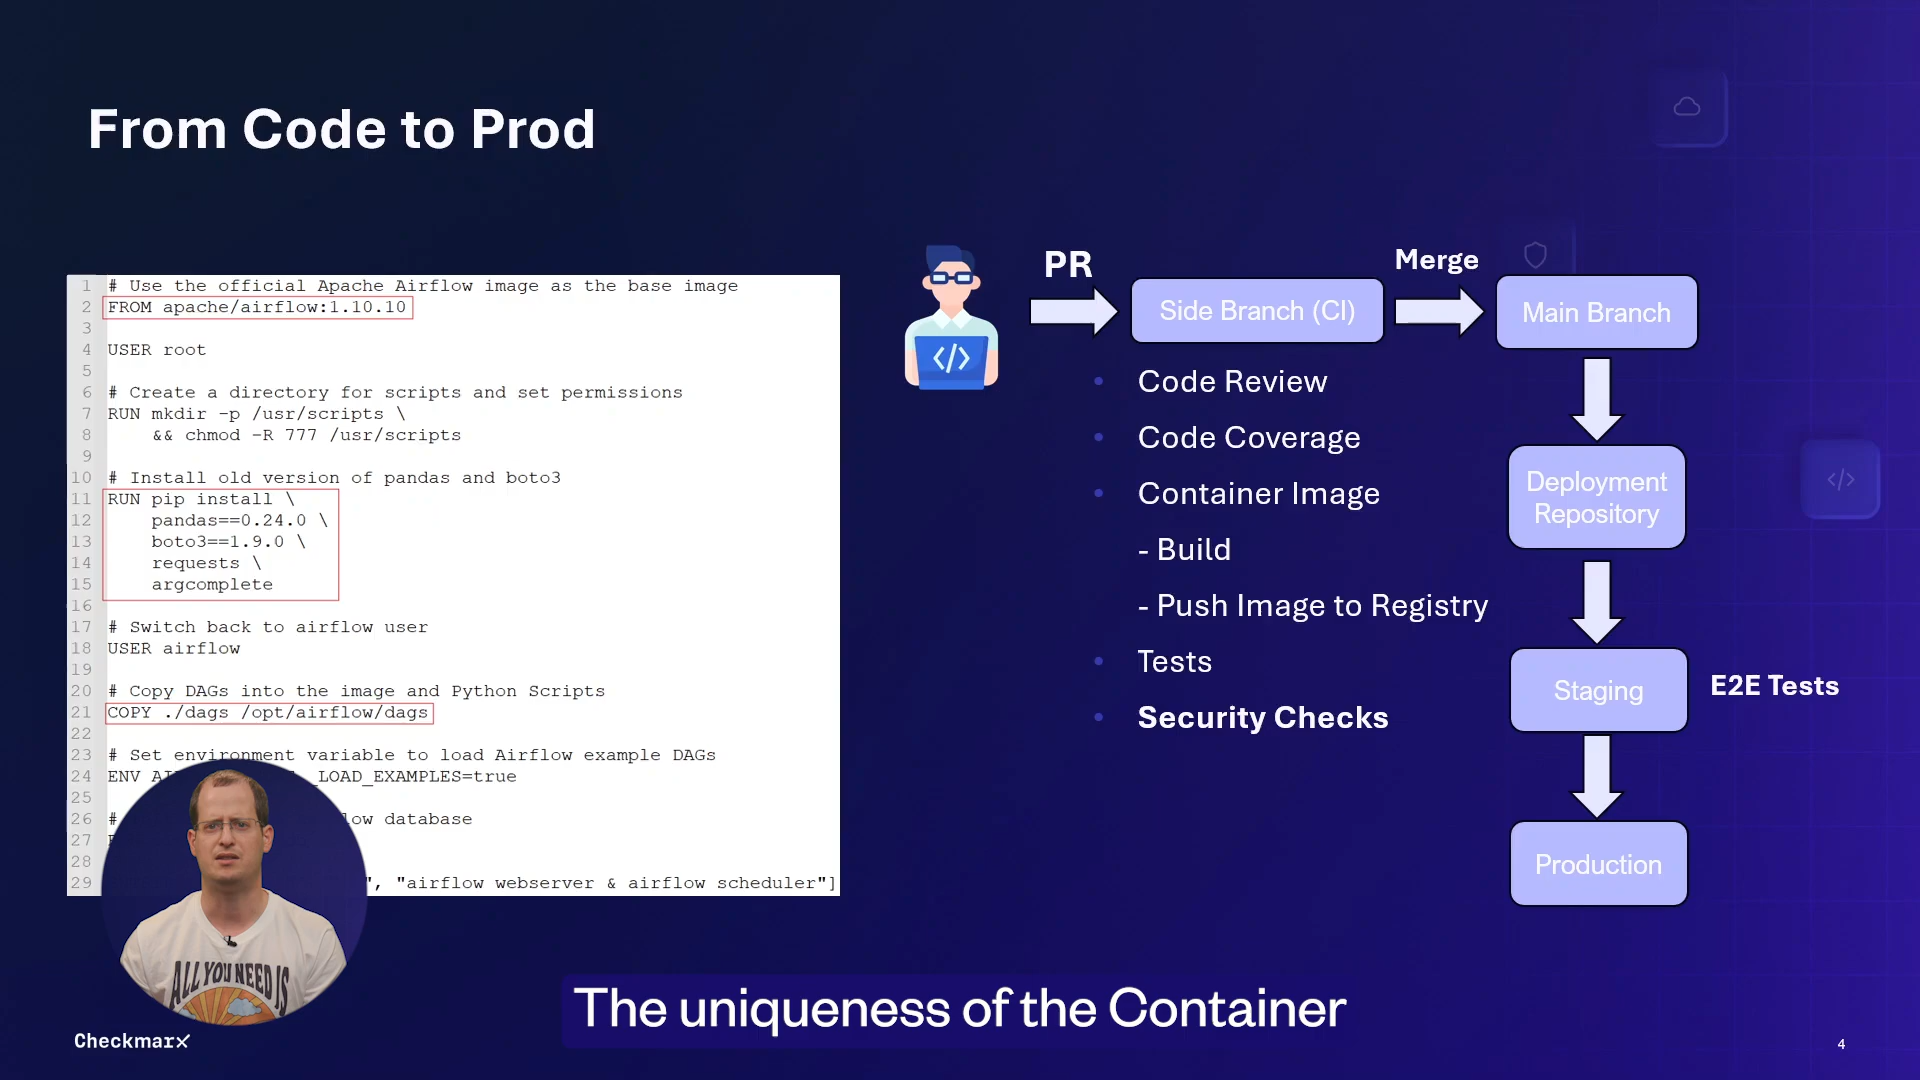 From Code to Prod
1 # Use the official Apache Airflow image as the base image
2 FROM apache/airflow:1.10.10
3
4 USER root
5
6 # Create a directory for scripts and set permissions
7 RUN mkdir -p /usr/scripts \
8 && chmod -R 777 /usr/scripts
9
10 # Install old version of pandas and boto3
11 RUN pip install \
12 pandas==0.24.0 \
13 boto3==1.9.0 \
14 requests \
15 argcomplete
16
17 # Switch back to airflow user
18 USER airflow
19
20 # Copy DAGs into the image and Python Scripts
21 COPY ./dags /opt/airflow/dags
22
23 # Set environment variable to load Airflow example DAGs
24 ENV LOAD_EXAMPLES=true
25
26 # database
27
28
29 ", "airflow webserver & airflow scheduler"]
PR
Side Branch (CI)
Merge
Main Branch
Code Review
Code Coverage
Container Image
- Build
- Push Image to Registry
Tests
Security Checks
Deployment
Repository
Staging
E2E Tests
Production
ALL YOU NEED IS
The uniqueness of the Container
Checkmarx
4